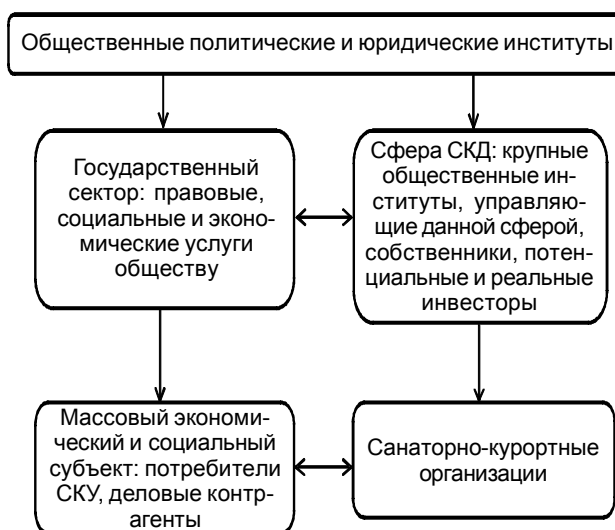 Общественные политические и юридические институты
Государственный
сектор: правовые,
социальные и эконо-
мические услуги
обществу
Сфера СКД: крупные
общественные ин-
ституты, управляю-
щие данной сферой,
собственники, потен-
циальные и реальные
инвесторы
Массовый экономи-
ческий и социальный
субъект: потребители
СКУ, деловые контр-
агенты
Санаторно-курортные
организации